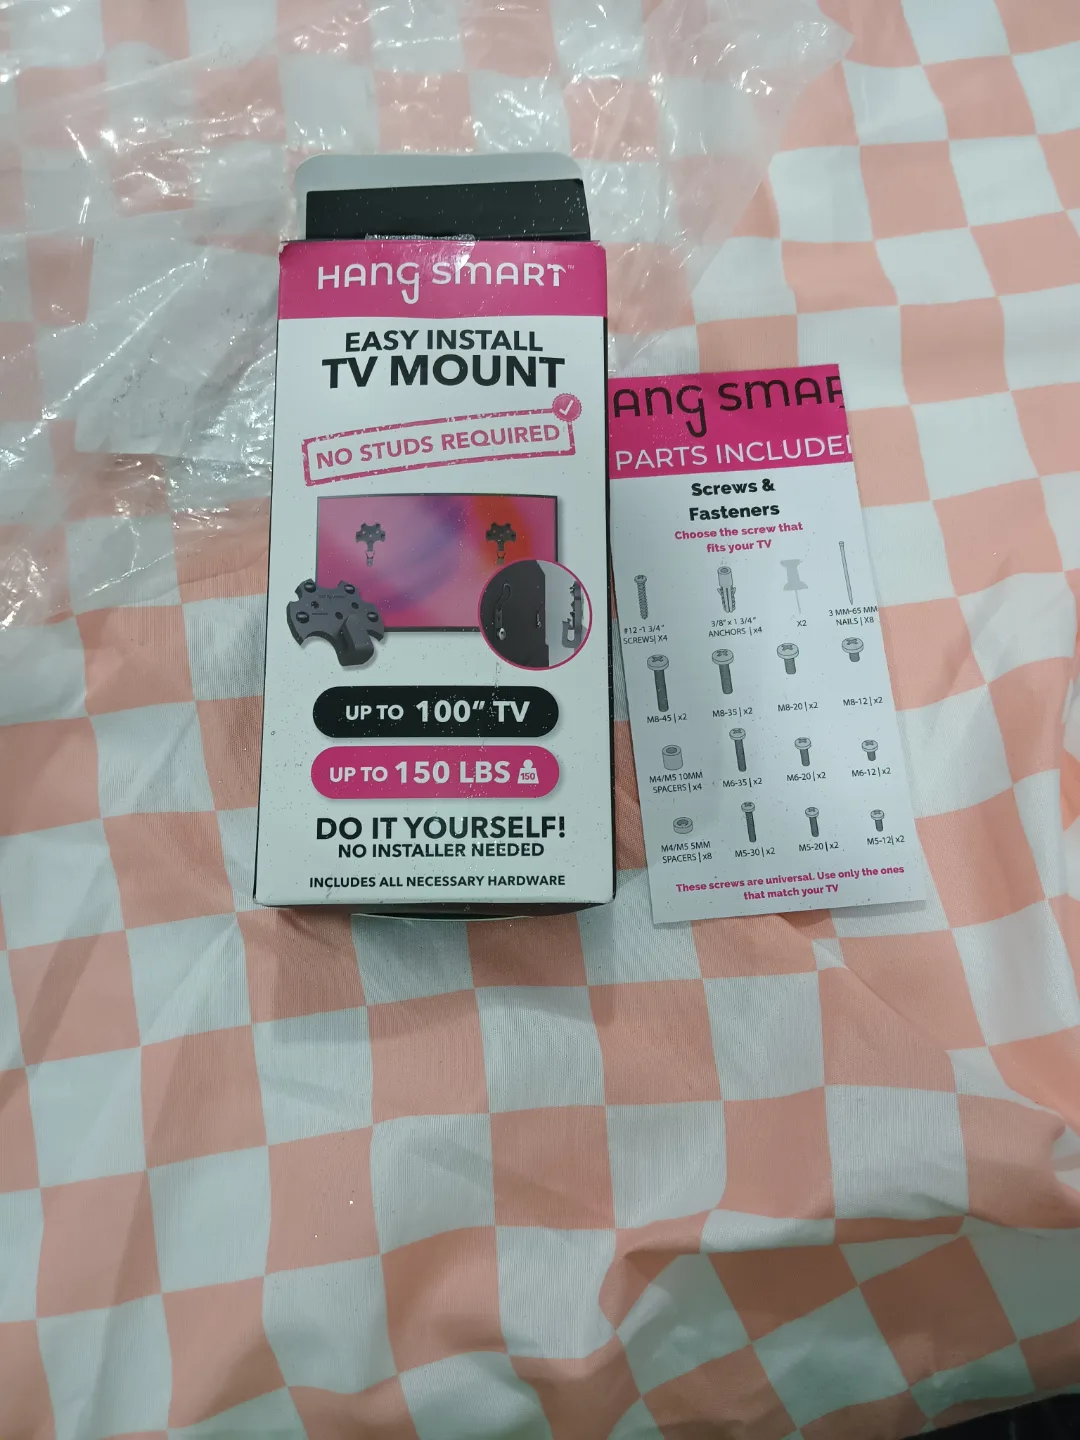 HANG SMART™
EASY INSTALL
TV MOUNT
NO STUDS REQUIRED
UP TO 100" TV
UP TO 150 LBS
150
DO IT YOURSELF!
NO INSTALLER NEEDED
INCLUDES ALL NECESSARY HARDWARE
ANG SMAR
PARTS INCLUDE
Screws &
Fasteners
Choose the screw that
fits your TV
#12-1 3/4"
SCREWS| X4
3/8" x 1 3/4"
ANCHORS | x4
X2
3 MM-65 MM
NAILS | X8
M8-45 | x2
M8-35 | x2
M8-20 | x2
M8-12 | x2
M4/M5 10MM
SPACERS | x4
M6-35 | x2
M6-20 | x2
M6-12 | x2
M4/M5 5MM
SPACERS | x8
M5-30 | x2
M5-20 | x2
M5-12| x2
These screws are universal. Use only the ones
that match your TV